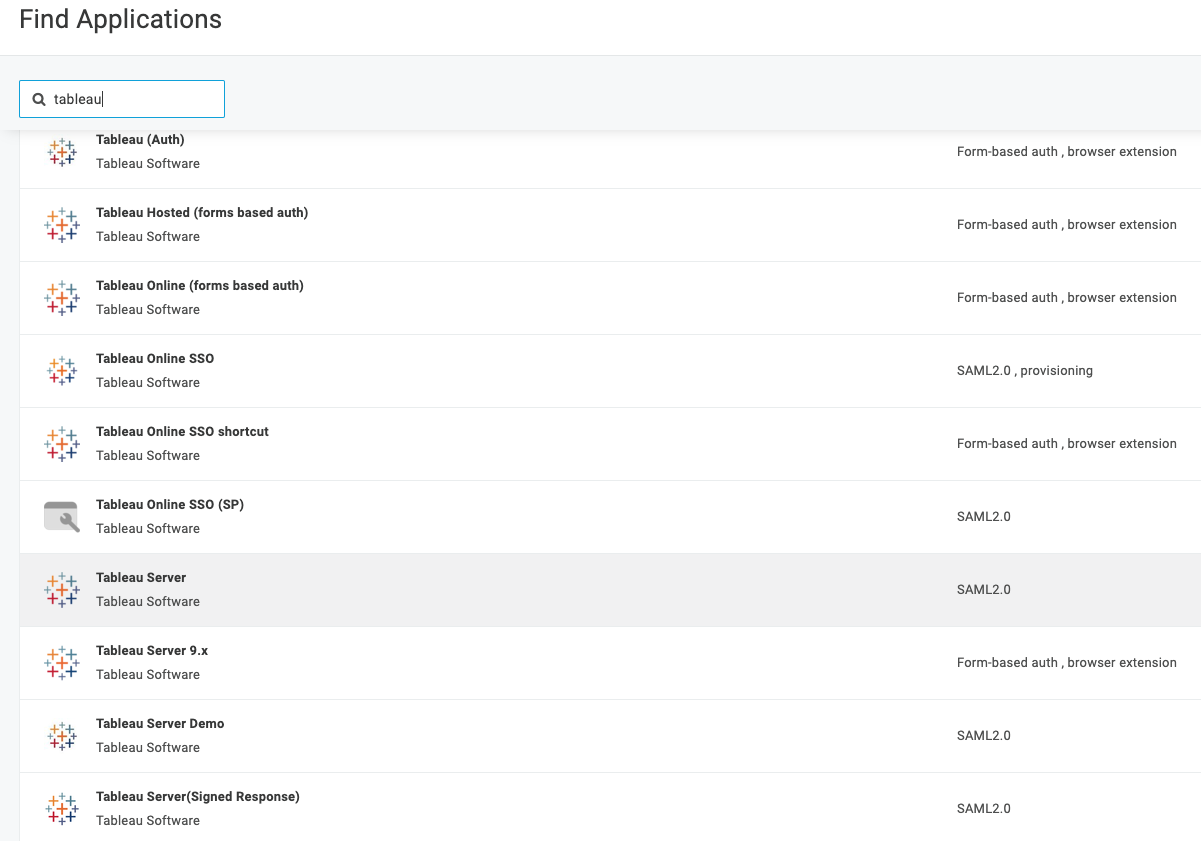 Find Applications
tableau
Tableau (Auth)
Tableau Software
Form-based auth , browser extension
Tableau Hosted (forms based auth)
Tableau Software
Form-based auth , browser extension
Tableau Online (forms based auth)
Tableau Software
Form-based auth , browser extension
Tableau Online SSO
Tableau Software
SAML2.0 , provisioning
Tableau Online SSO shortcut
Tableau Software
Form-based auth , browser extension
Tableau Online SSO (SP)
Tableau Software
SAML2.0
Tableau Server
Tableau Software
SAML2.0
Tableau Server 9.x
Tableau Software
Form-based auth , browser extension
Tableau Server Demo
Tableau Software
SAML2.0
Tableau Server(Signed Response)
Tableau Software
SAML2.0